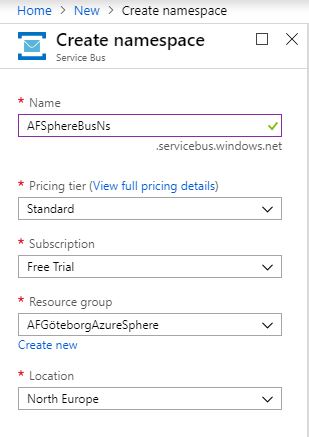 Home > New > Create namespace
Create namespace
Service Bus
* Name
AFSphereBusNs
.servicebus.windows.net
* Pricing tier (View full pricing details)
Standard
* Subscription
Free Trial
* Resource group
AFGöteborgAzureSphere
Create new
* Location
North Europe